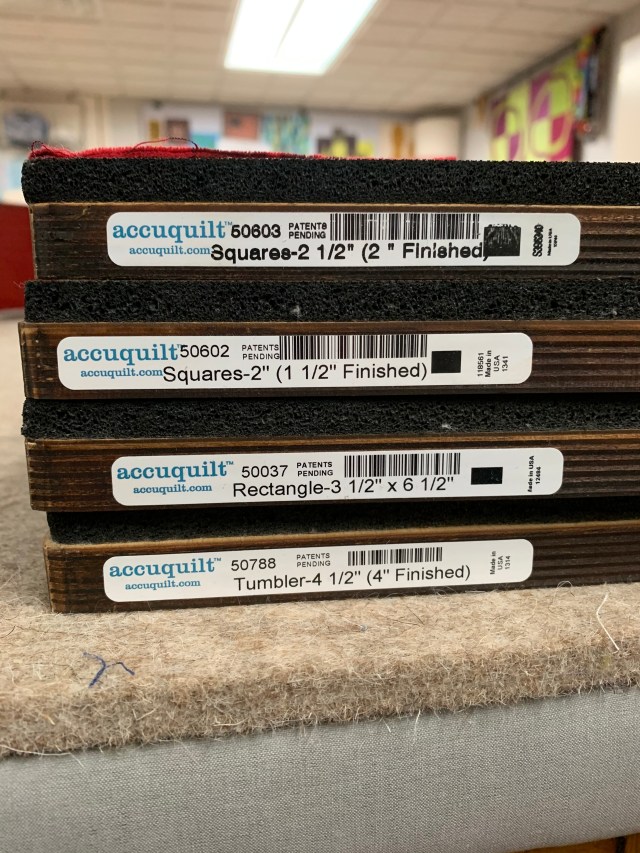 accuquilt™ 50603 PATENTS PENDING
accuquilt.com Squares-2 1/2" (2 " Finished)
accuquilt™ 50602 PATENTS PENDING
accuquilt.com Squares-2" (1 1/2" Finished)
118561
Made in
USA
1341
accuquilt™ 50037 PATENTS PENDING
accuquilt.com Rectangle-3 1/2" x 6 1/2"
Made in USA
accuquilt™ 50788 PATENTS PENDING
accuquilt.com Tumbler-4 1/2" (4" Finished)
Made in
USA
1314